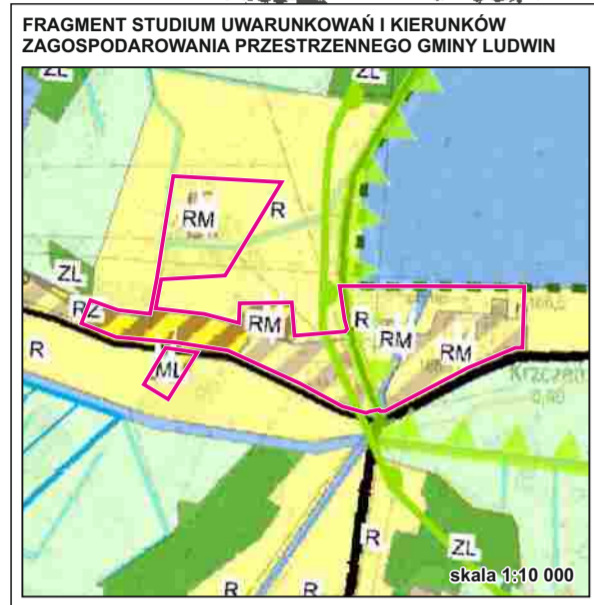 FRAGMENT STUDIUM UWARUNKOWAŃ I KIERUNKÓW
ZAGOSPODAROWANIA PRZESTRZENNEGO GMINY LUDWIN
ZL
ZL
R
RM
ZL
RZ
RM
R
RM
RM
R
ML
Krzczeń
R
ZL
R
R
skala 1:10 000